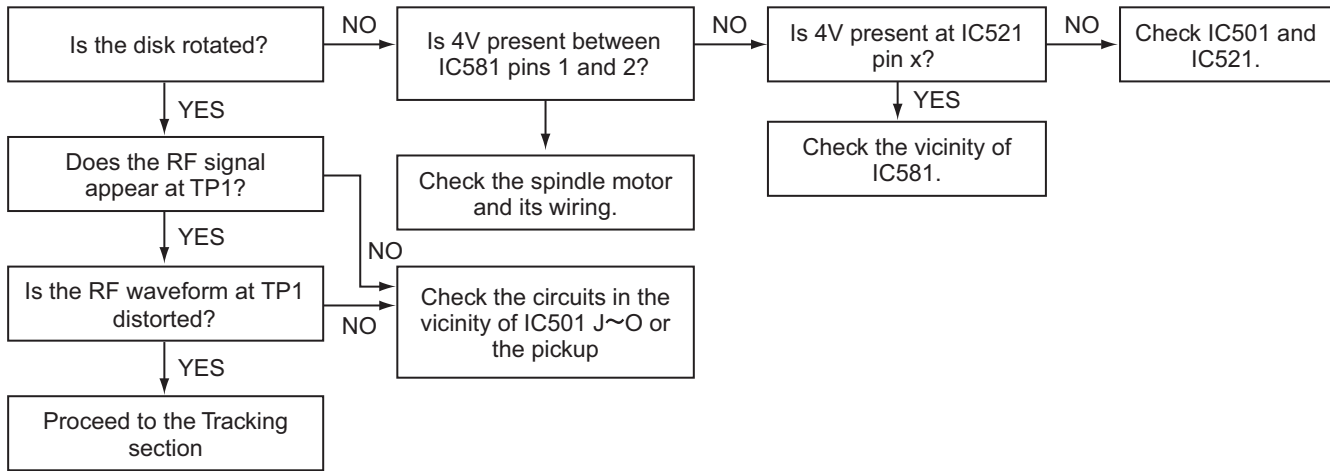 Is the disk rotated?
NO
Is 4V present between
IC581 pins 1 and 2?
NO
Is 4V present at IC521
pin x?
NO
Check IC501 and
IC521.
YES
YES
Does the RF signal
appear at TP1?
Check the spindle motor
and its wiring.
Check the vicinity of
IC581.
YES
NO
Is the RF waveform at TP1
distorted?
NO
Check the circuits in the
vicinity of IC501 J~O or
the pickup
YES
Proceed to the Tracking
section